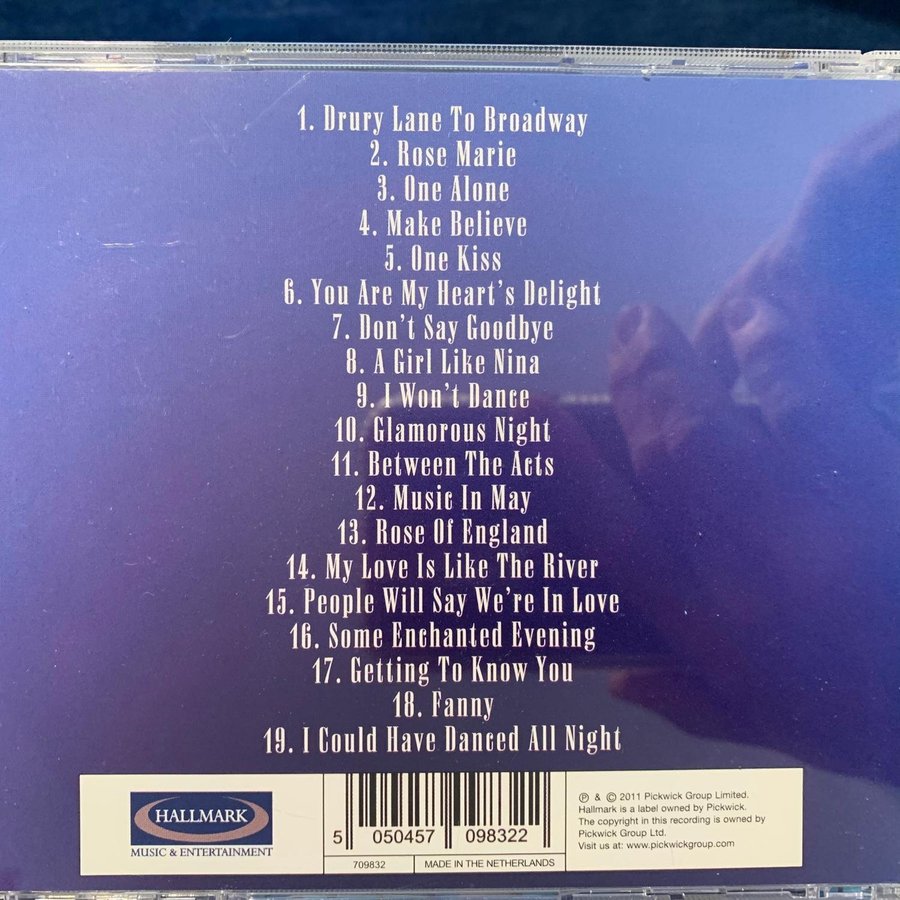 1. Drury Lane To Broadway
2. Rose Marie
3. One Alone
4. Make Believe
5. One Kiss
6. You Are My Heart's Delight
7. Don't Say Goodbye
8. A Girl Like Nina
9. I Won't Dance
10. Glamorous Night
11. Between The Acts
12. Music In May
13. Rose Of England
14. My Love Is Like The River
15. People Will Say We're In Love
16. Some Enchanted Evening
17. Getting To Know You
18. Fanny
19. I Could Have Danced All Night
HALLMARK
MUSIC & ENTERTAINMENT
5 050457 098322
709832
MADE IN THE NETHERLANDS
℗ & © 2011 Pickwick Group Limited.
Hallmark is a label owned by Pickwick.
The copyright in this recording is owned by
Pickwick Group Ltd.
Visit us at: www.pickwickgroup.com